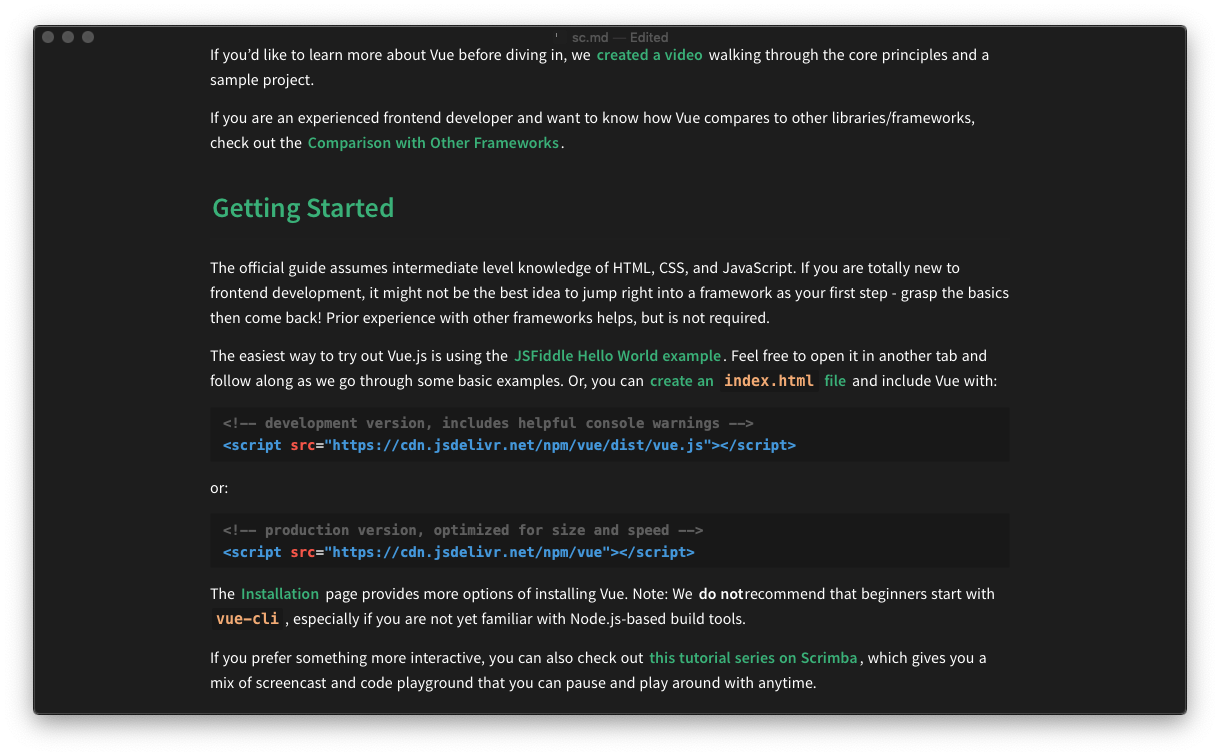 sc.md — Edited
If you’d like to learn more about Vue before diving in, we created a video walking through the core principles and a
sample project.
If you are an experienced frontend developer and want to know how Vue compares to other libraries/frameworks,
check out the Comparison with Other Frameworks.
Getting Started
The official guide assumes intermediate level knowledge of HTML, CSS, and JavaScript. If you are totally new to
frontend development, it might not be the best idea to jump right into a framework as your first step - grasp the basics
then come back! Prior experience with other frameworks helps, but is not required.
The easiest way to try out Vue.js is using the JSFiddle Hello World example. Feel free to open it in another tab and
follow along as we go through some basic examples. Or, you can create an index.html file and include Vue with:
<!-- development version, includes helpful console warnings -->
<script src="https://cdn.jsdelivr.net/npm/vue/dist/vue.js"></script>
or:
<!-- production version, optimized for size and speed -->
<script src="https://cdn.jsdelivr.net/npm/vue"></script>
The Installation page provides more options of installing Vue. Note: We do notrecommend that beginners start with
vue-cli , especially if you are not yet familiar with Node.js-based build tools.
If you prefer something more interactive, you can also check out this tutorial series on Scrimba, which gives you a
mix of screencast and code playground that you can pause and play around with anytime.